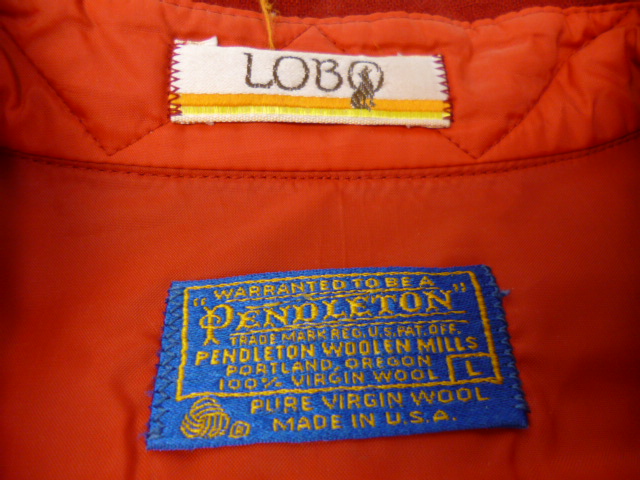 LOBO
"WARRANTED TO BE A
PENDLETON"
TRADE MARK REG. U.S. PAT. OFF.
PENDLETON WOOLEN MILLS
PORTLAND, OREGON
100% VIRGIN WOOL L
PURE VIRGIN WOOL
® MADE IN U.S.A.